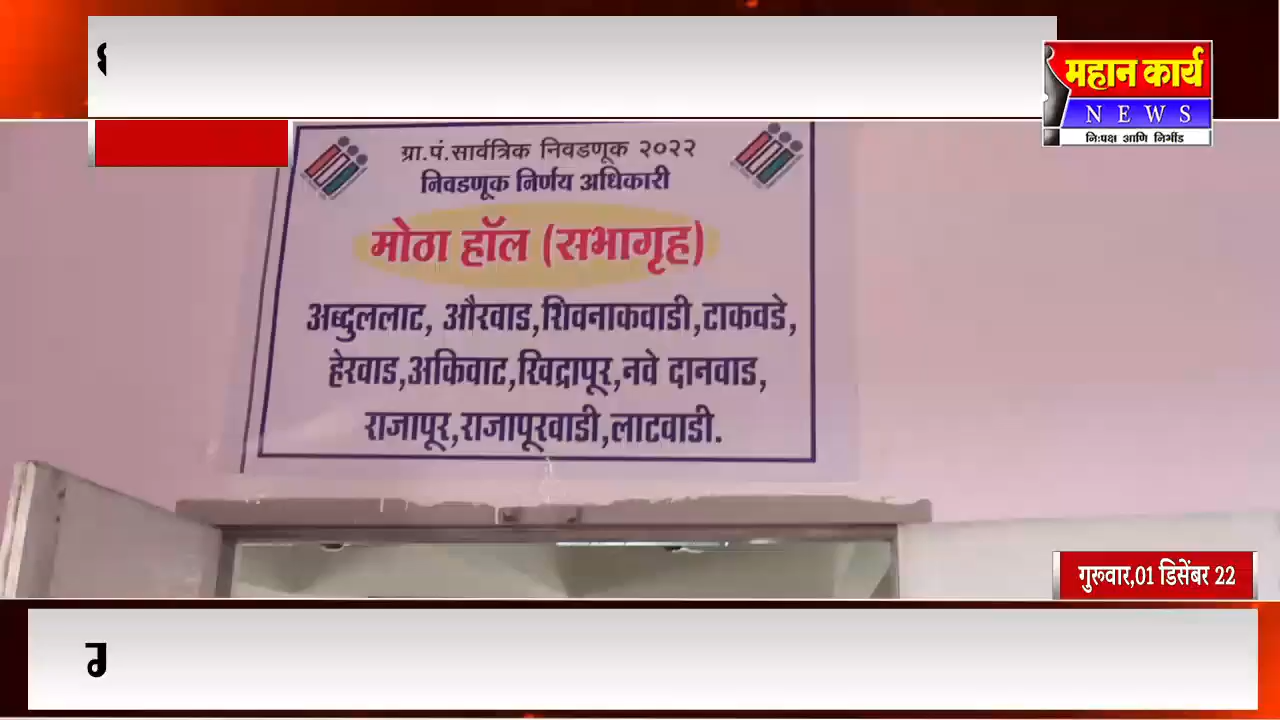 महान कार्य
NEWS
निःपक्ष आणि निर्भीड
ग्रा.पं.सार्वत्रिक निवडणूक २०२२
निवडणूक निर्णय अधिकारी
मोठा हॉल (सभागृह)
अब्दुललाट, औरवाड,शिवनाकवाडी,टाकवडे,
हेरवाड,अकिवाट,खिद्रापूर,नवे दानवाड,
राजापूर,राजापूरवाडी,लाटवाडी.
गुरूवार,01 डिसेंबर 22